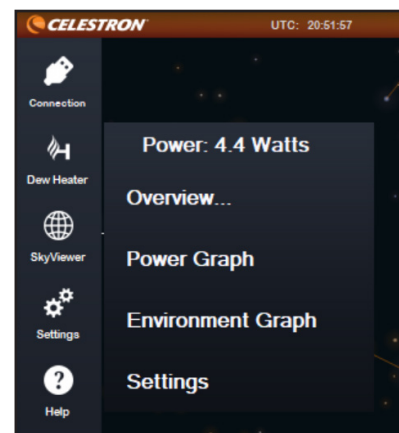 CELESTRON
UTC: 20:51:57
Connection
Dew Heater
SkyViewer
Settings
?
Help
Power: 4.4 Watts
Overview...
Power Graph
Environment Graph
Settings